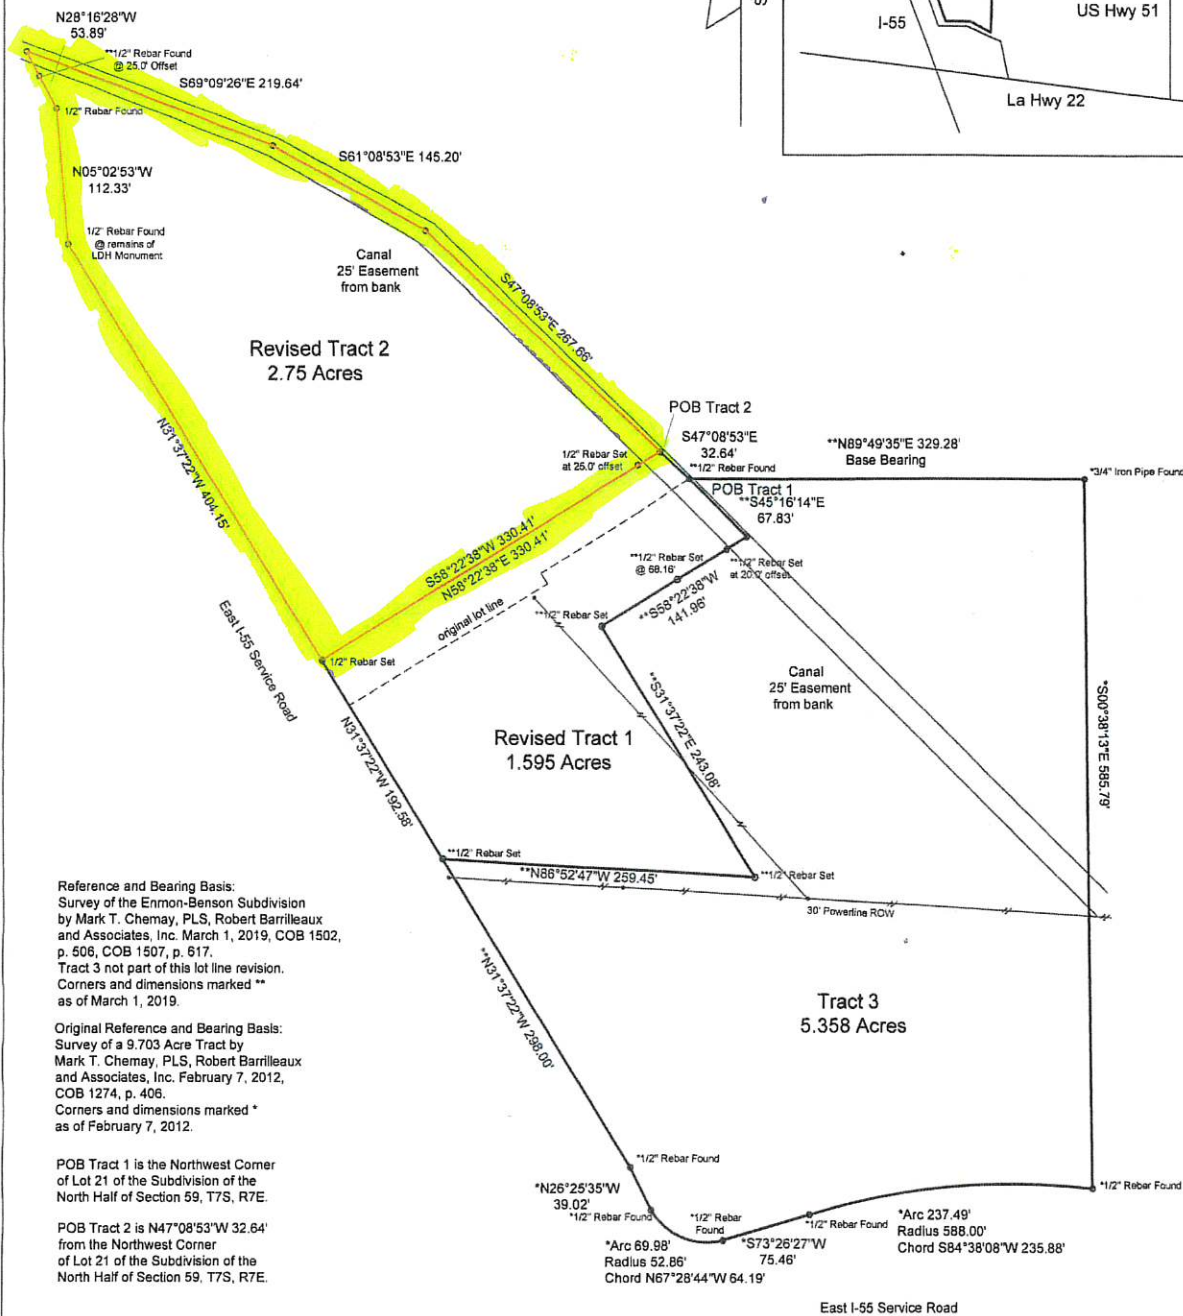 N28°16'28"W
53.89'
**1/2" Rebar Found
@ 25.0' Offset
S69°09'26"E 219.64'
1/2" Rebar Found
S61°08'53"E 145.20'
N05°02'53"W
112.33'
1/2" Rebar Found
@ remains of
LDH Monument
Canal
25' Easement
from bank
S47°08'53"E 267.66'
Revised Tract 2
2.75 Acres
I-55
US Hwy 51
La Hwy 22
N31°37'22"W 404.15'
POB Tract 2
S47°08'53"E
32.64'
1/2" Rebar Set
at 25.0' offset
**1/2" Rebar Found
**N89°49'35"E 329.28'
Base Bearing
*3/4" Iron Pipe Found
POB Tract 1
**S45°16'14"E
67.83'
S58°22'38"W 330.41'
N58°22'38"E 330.41'
**1/2" Rebar Set
@ 68.16'
**1/2" Rebar Set
at 20.0' offset
**S58°22'38"W
141.96'
original lot line
**1/2" Rebar Set
East I-55 Service Road
1/2" Rebar Set
Canal
25' Easement
from bank
**S31°37'22"E 243.08'
*S00°38'13"E 585.79'
N31°37'22"W 192.58'
Revised Tract 1
1.595 Acres
**1/2" Rebar Set
**N86°52'47"W 259.45'
**1/2" Rebar Set
30' Powerline ROW
Reference and Bearing Basis:
Survey of the Enmon-Benson Subdivision
by Mark T. Chemay, PLS, Robert Barrilleaux
and Associates, Inc. March 1, 2019, COB 1502,
p. 506, COB 1507, p. 617.
Tract 3 not part of this lot line revision.
Corners and dimensions marked **
as of March 1, 2019.
**N31°37'22"W 298.00'
Tract 3
5.358 Acres
Original Reference and Bearing Basis:
Survey of a 9.703 Acre Tract by
Mark T. Chemay, PLS, Robert Barrilleaux
and Associates, Inc. February 7, 2012,
COB 1274, p. 406.
Corners and dimensions marked *
as of February 7, 2012.
POB Tract 1 is the Northwest Corner
of Lot 21 of the Subdivision of the
North Half of Section 59, T7S, R7E.
POB Tract 2 is N47°08'53"W 32.64'
from the Northwest Corner
of Lot 21 of the Subdivision of the
North Half of Section 59, T7S, R7E.
*1/2" Rebar Found
*N26°25'35"W
39.02'
*1/2" Rebar Found
*1/2" Rebar
Found
*1/2" Rebar Found
*1/2" Rebar Found
*Arc 69.98'
Radius 52.86'
Chord N67°28'44"W 64.19'
*S73°26'27"W
75.46'
*Arc 237.49'
Radius 588.00'
Chord S84°38'08"W 235.88'
East I-55 Service Road